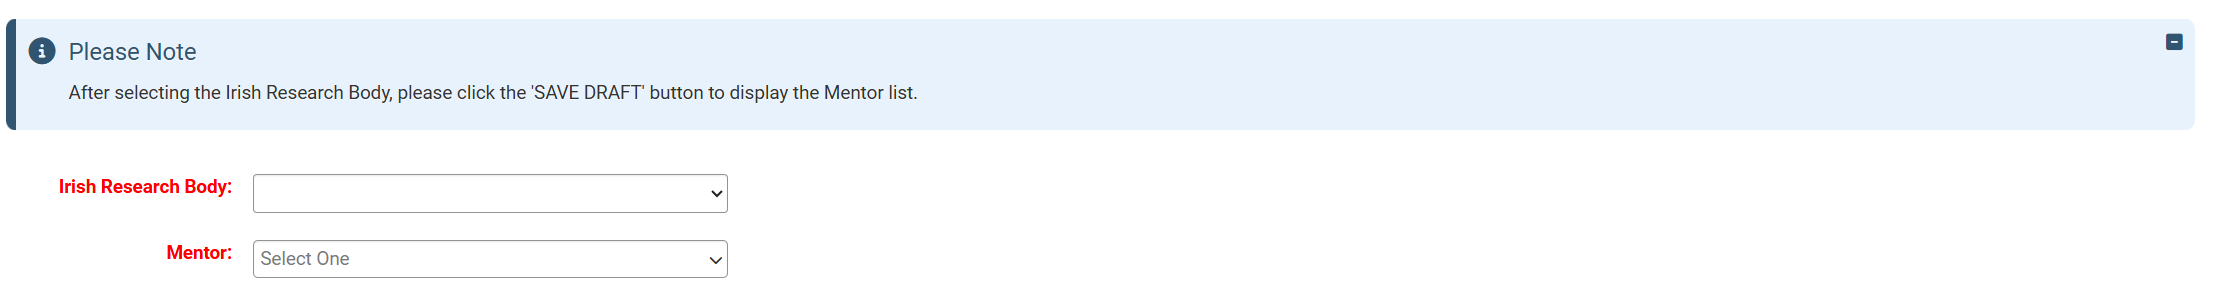 Please Note
After selecting the Irish Research Body, please click the 'SAVE DRAFT' button to display the Mentor list.
Irish Research Body:
Mentor:
Select One